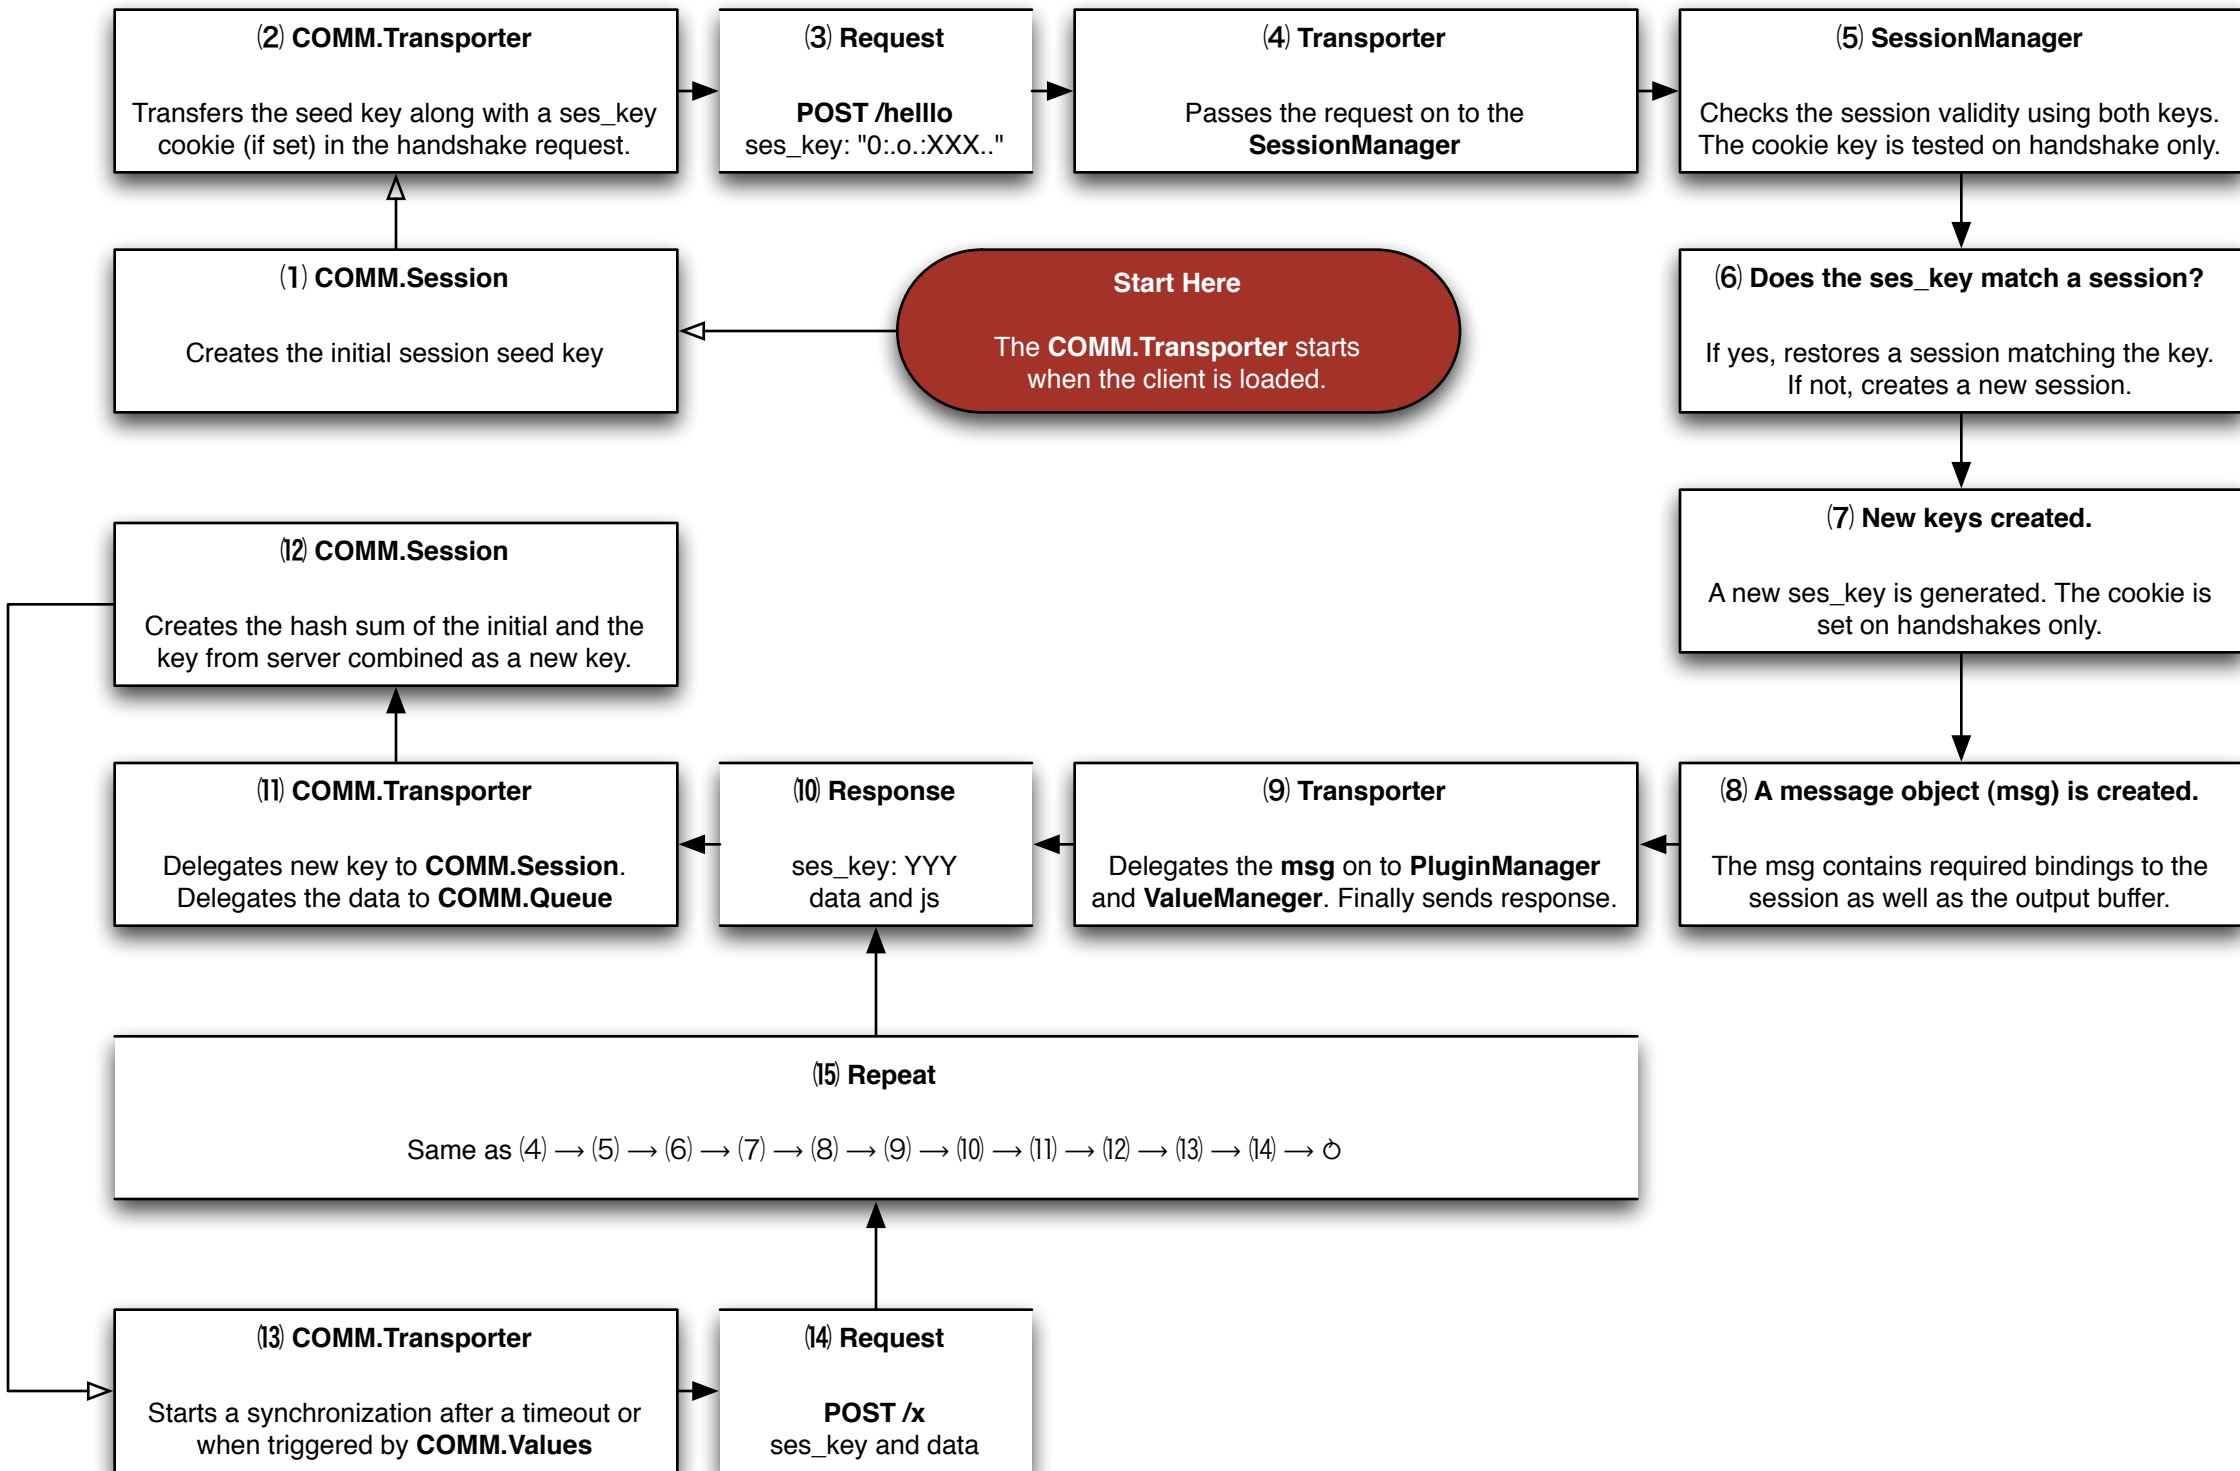 ⑵ COMM.Transporter
Transfers the seed key along with a ses_key
cookie (if set) in the handshake request.
⑶ Request
POST /helllo
ses_key: "0:.o.:XXX.."
⑷ Transporter
Passes the request on to the
SessionManager
⑸ SessionManager
Checks the session validity using both keys.
The cookie key is tested on handshake only.
⑴ COMM.Session
Creates the initial session seed key
Start Here
The COMM.Transporter starts
when the client is loaded.
⑹ Does the ses_key match a session?
If yes, restores a session matching the key.
If not, creates a new session.
⑺ New keys created.
A new ses_key is generated. The cookie is
set on handshakes only.
⑿ COMM.Session
Creates the hash sum of the initial and the
key from server combined as a new key.
⑾ COMM.Transporter
Delegates new key to COMM.Session.
Delegates the data to COMM.Queue
⑽ Response
ses_key: YYY
data and js
⑼ Transporter
Delegates the msg on to PluginManager
and ValueManeger. Finally sends response.
⑻ A message object (msg) is created.
The msg contains required bindings to the
session as well as the output buffer.
⒂ Repeat
Same as ⑷ → ⑸ → ⑹ → ⑺ → ⑻ → ⑼ → ⑽ → ⑾ → ⑿ → ⒀ → ⒁ → ⥁
⒀ COMM.Transporter
Starts a synchronization after a timeout or
when triggered by COMM.Values
⒁ Request
POST /x
ses_key and data